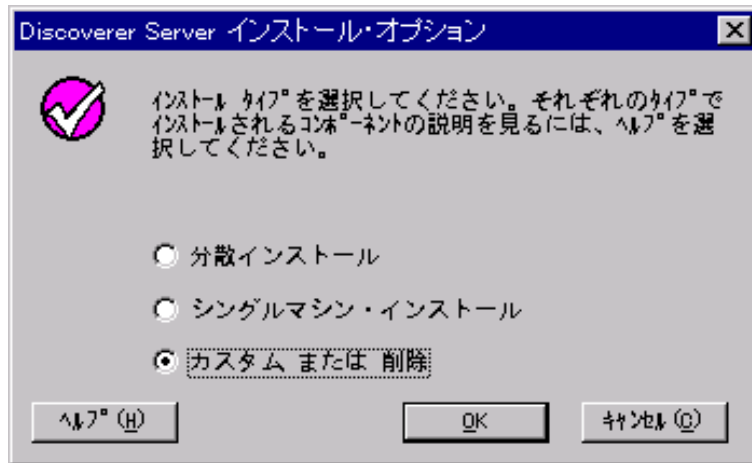 Discoverer Server インストール・オプション
ｲﾝｽﾄｰﾙ ﾀｲﾌﾟを選択してください。それぞれのﾀｲﾌﾟで
ｲﾝｽﾄｰﾙされるｺﾝﾎﾟｰﾈﾝﾄの説明を見るには、ﾍﾙﾌﾟを選
択してください。
分散インストール
シングルマシン・インストール
カスタム または 削除
ﾍﾙﾌﾟ(H)
OK
ｷｬﾝｾﾙ(C)